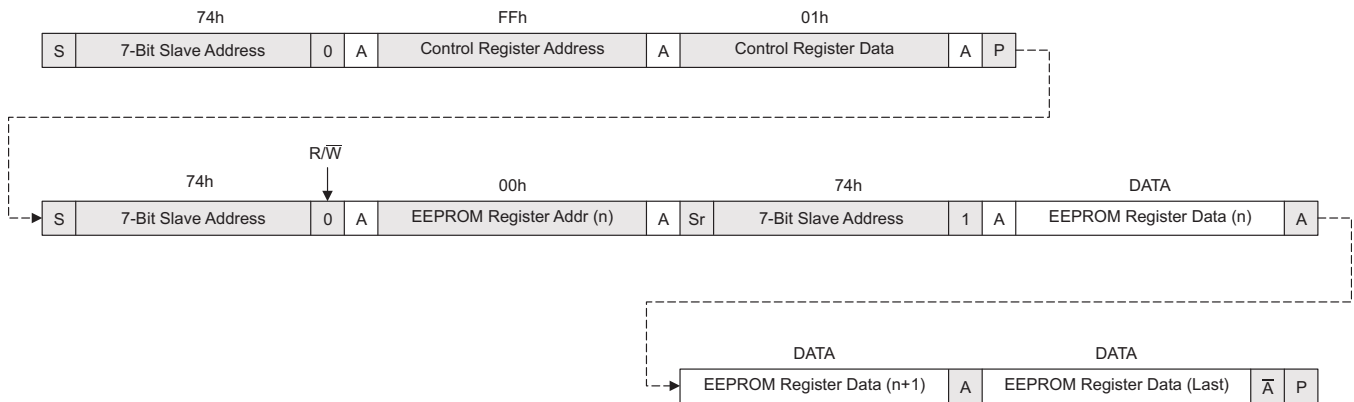 74h FFh 01h
S 7-Bit Slave Address 0 A Control Register Address A Control Register Data A P
R/W̅
74h 00h 74h DATA
S 7-Bit Slave Address 0 A EEPROM Register Addr (n) A Sr 7-Bit Slave Address 1 A EEPROM Register Data (n) A
DATA DATA
EEPROM Register Data (n+1) A EEPROM Register Data (Last) A̅ P